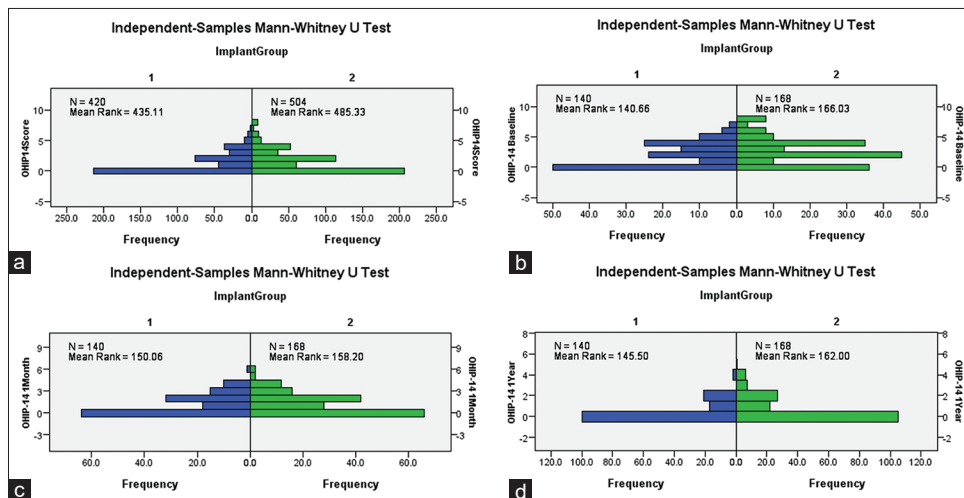 Independent-Samples Mann-Whitney U Test
ImplantGroup
1 2
N = 420 N = 504
Mean Rank = 435.11 Mean Rank = 485.33
OHIP14Score
10 10
5 5
0 0
-5 -5
OHIP14Score
250.0 200.0 150.0 100.0 50.0 0.0 50.0 100.0 150.0 200.0 250.0
Frequency Frequency
a
Independent-Samples Mann-Whitney U Test
ImplantGroup
1 2
N = 140 N = 168
Mean Rank = 140.66 Mean Rank = 166.03
OHIP-14 Baseline
10 10
5 5
0 0
-5 -5
OHIP-14 Baseline
50.0 40.0 30.0 20.0 10.0 0.0 10.0 20.0 30.0 40.0 50.0
Frequency Frequency
b
Independent-Samples Mann-Whitney U Test
ImplantGroup
1 2
N = 140 N = 168
Mean Rank = 150.06 Mean Rank = 158.20
OHIP-14 1Month
9 9
6 6
3 3
0 0
-3 -3
OHIP-14 1Month
60.0 40.0 20.0 0.0 20.0 40.0 60.0
Frequency Frequency
c
Independent-Samples Mann-Whitney U Test
ImplantGroup
1 2
N = 140 N = 168
Mean Rank = 145.50 Mean Rank = 162.00
OHIP-14 1Year
8 8
6 6
4 4
2 2
0 0
-2 -2
OHIP-14 1Year
120.0 100.0 80.0 60.0 40.0 20.0 0.0 20.0 40.0 60.0 80.0 100.0 120.0
Frequency Frequency
d